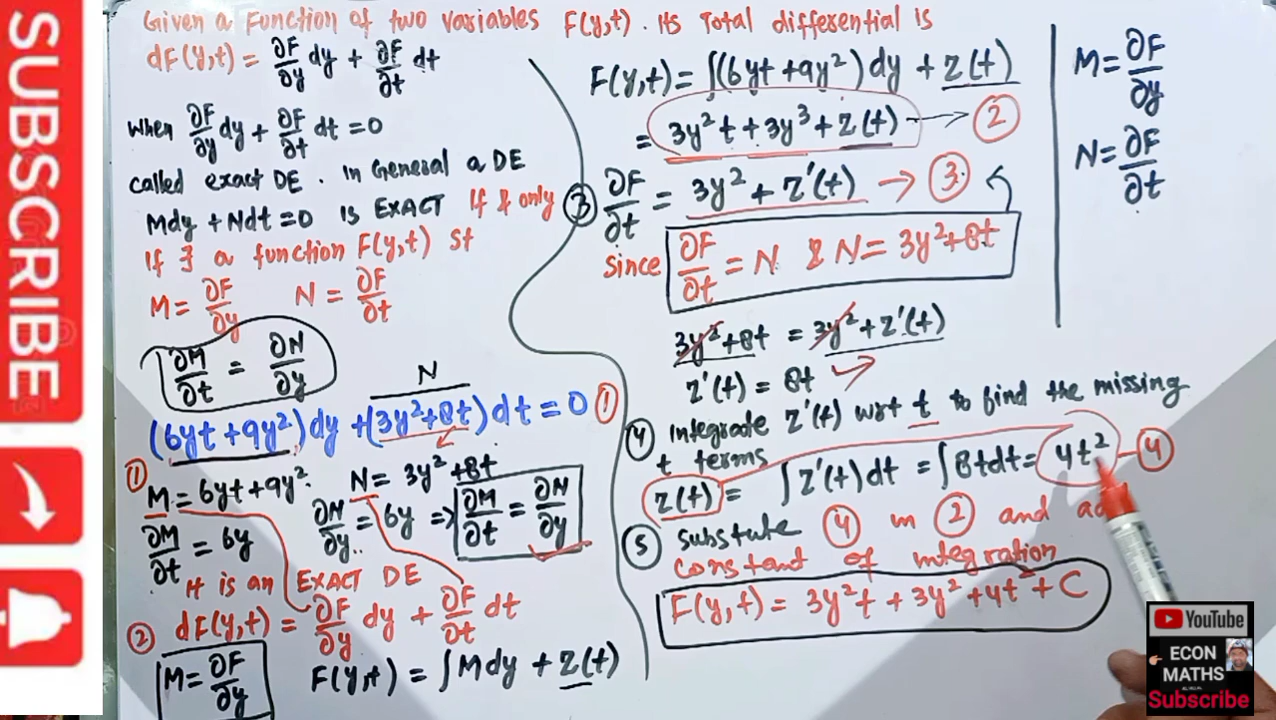 SUBSCRIBE
Given a Function of two variables F(y,t). Its Total differential is
dF(y,t) = ∂F/∂y dy + ∂F/∂t dt
when ∂F/∂y dy + ∂F/∂t dt = 0
called exact DE. In General a DE
Mdy + Ndt = 0 is EXACT If & only
If ∃ a function F(y,t) St
M = ∂F/∂y N = ∂F/∂t
∂M/∂t = ∂N/∂y
N
(6yt + 9y²)dy + (3y²+8t)dt = 0 ①
① M = 6yt + 9y². N = 3y² + 8t
∂M/∂t = 6y ∂N/∂y = 6y ⇒ ∂M/∂t = ∂N/∂y
It is an EXACT DE
② dF(y,t) = ∂F/∂y dy + ∂F/∂t dt
M = ∂F/∂y F(y,t) = ∫Mdy + Z(t)
F(y,t) = ∫(6yt + 9y²)dy + Z(t)
= 3y²t + 3y³ + Z(t) → ②
③ ∂F/∂t = 3y² + Z'(t) → ③
since ∂F/∂t = N & N = 3y²+8t
3y²+8t = 3y²+Z'(t)
Z'(t) = 8t
④ integrate Z'(t) wrt t to find the missing
t terms
Z(t) = ∫Z'(t)dt = ∫8tdt = 4t² → ④
⑤ substute ④ in ② and
constant of integration
F(y,t) = 3y²t + 3y² + 4t² + C
M = ∂F/∂y
N = ∂F/∂t
YouTube
ECON
MATHS
Subscribe